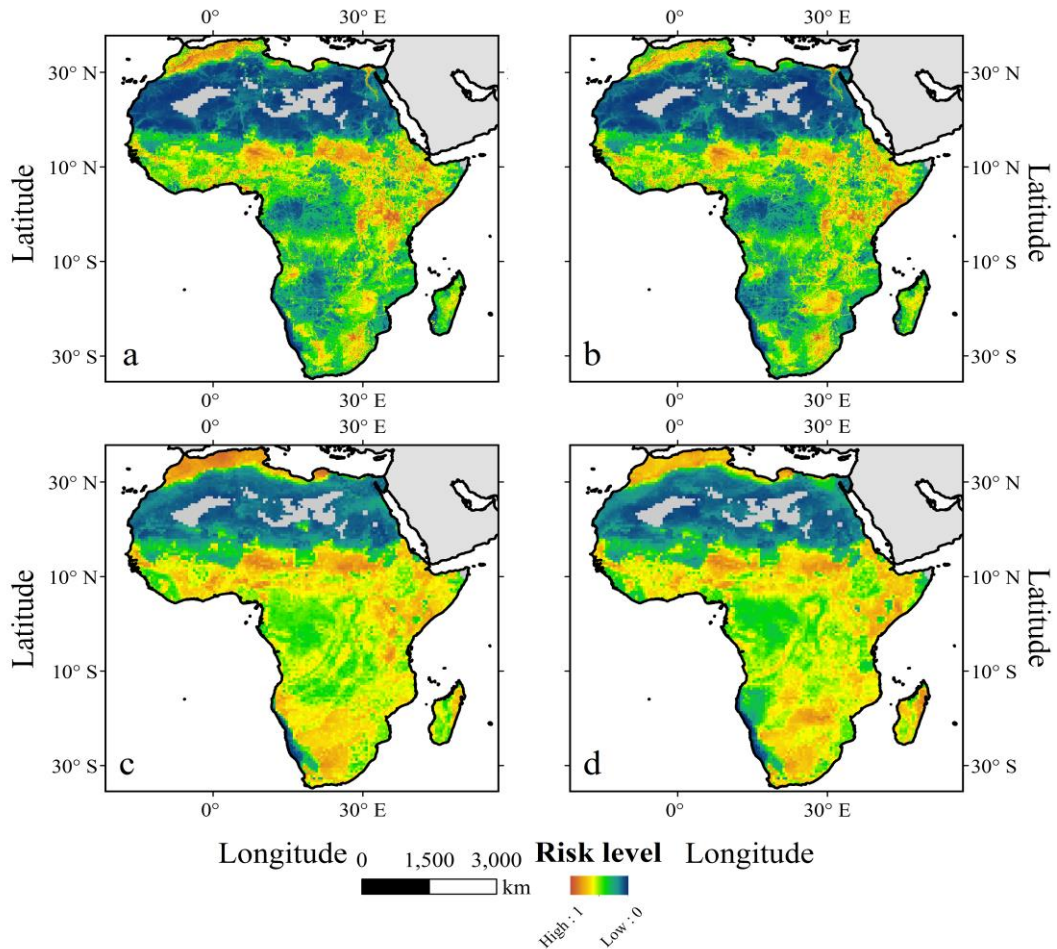 0° 30° E 0° 30° E
30° N 30° N
10° N 10° N
Latitude Latitude
10° S 10° S
30° S a b 30° S
0° 30° E 0° 30° E
0° 30° E 0° 30° E
30° N 30° N
10° N 10° N
Latitude Latitude
10° S 10° S
30° S c d 30° S
0° 30° E 0° 30° E
Longitude 0 1,500 3,000 Risk level Longitude
km
High : 1 Low : 0